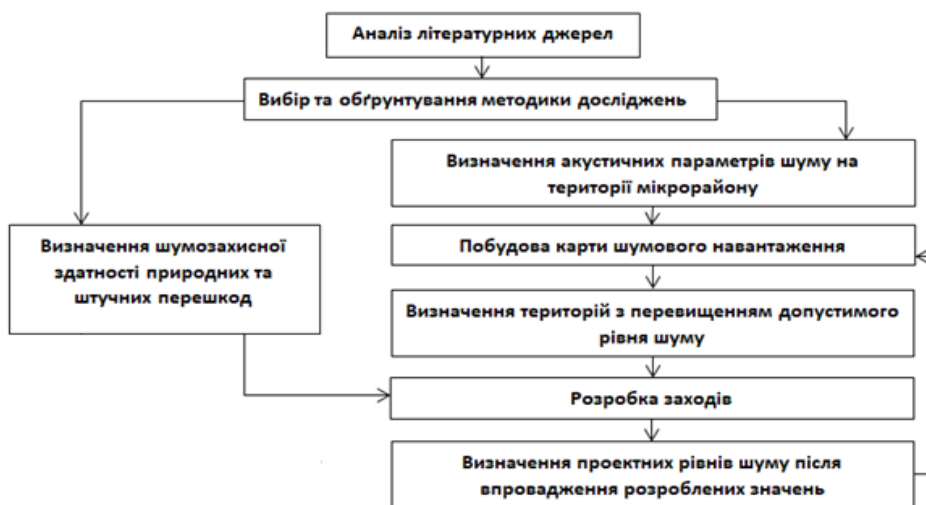 Аналіз літературних джерел
Вибір та обґрунтування методики досліджень
Визначення акустичних параметрів шуму на
території мікрорайону
Визначення шумозахисної
здатності природних та
штучних перешкод
Побудова карти шумового навантаження
Визначення територій з перевищенням допустимого
рівня шуму
Розробка заходів
Визначення проектних рівнів шуму після
впровадження розроблених значень